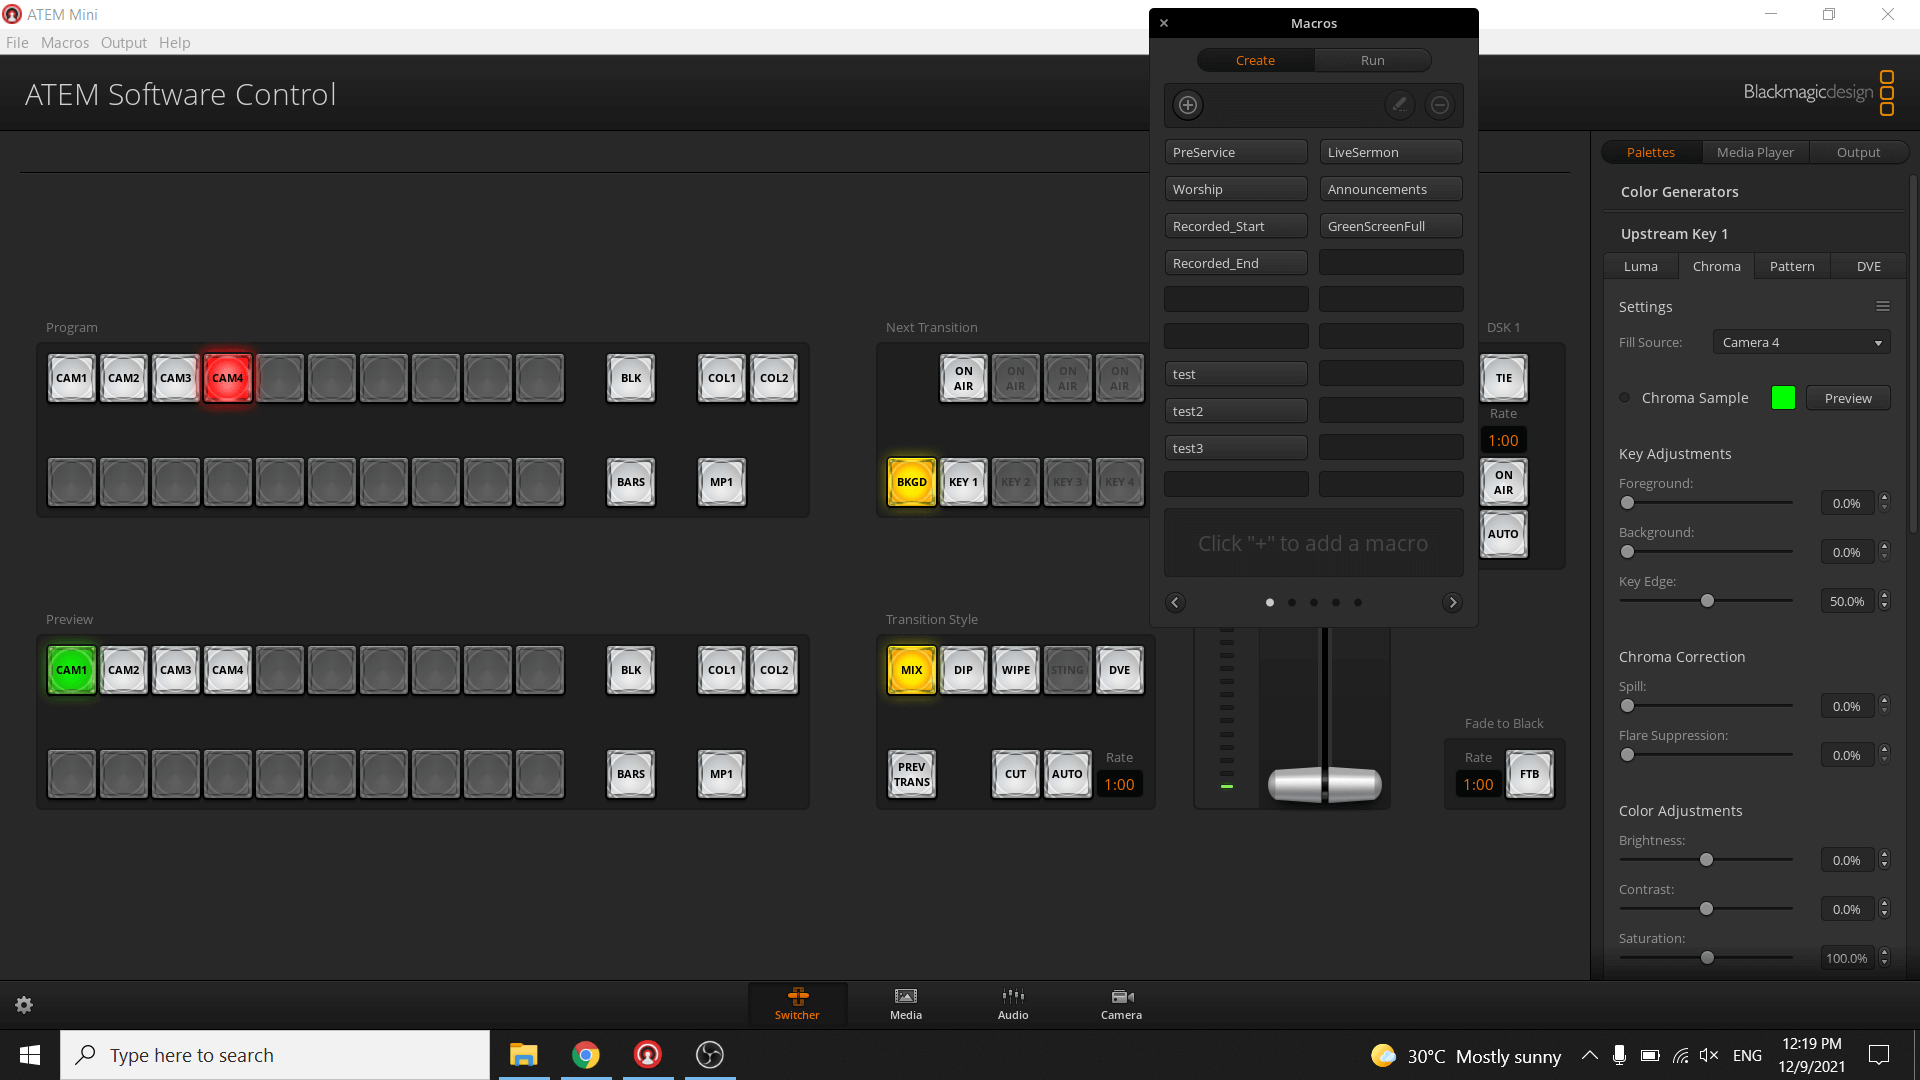 ATEM Mini
File Macros Output Help
ATEM Software Control
Blackmagicdesign
Macros
Create Run
PreService LiveSermon
Worship Announcements
Recorded_Start GreenScreenFull
Recorded_End
test
test2
test3
Click "+" to add a macro
Palettes Media Player Output
Color Generators
Upstream Key 1
Luma Chroma Pattern DVE
Settings
Fill Source: Camera 4
Chroma Sample Preview
Key Adjustments
Foreground: 0.0%
Background: 0.0%
Key Edge: 50.0%
Chroma Correction
Spill: 0.0%
Flare Suppression: 0.0%
Color Adjustments
Brightness: 0.0%
Contrast: 0.0%
Saturation: 100.0%
Program
CAM1 CAM2 CAM3 CAM4 BLK COL1 COL2
BARS MP1
Next Transition
ON AIR ON AIR ON AIR ON AIR
BKGD KEY 1 KEY 2 KEY 3 KEY 4
DSK 1
TIE
Rate
1:00
ON AIR
AUTO
Preview
CAM1 CAM2 CAM3 CAM4 BLK COL1 COL2
BARS MP1
Transition Style
MIX DIP WIPE STING DVE
PREV TRANS CUT AUTO Rate 1:00
Fade to Black
Rate 1:00 FTB
Switcher Media Audio Camera
Type here to search
30°C Mostly sunny
ENG
12:19 PM
12/9/2021